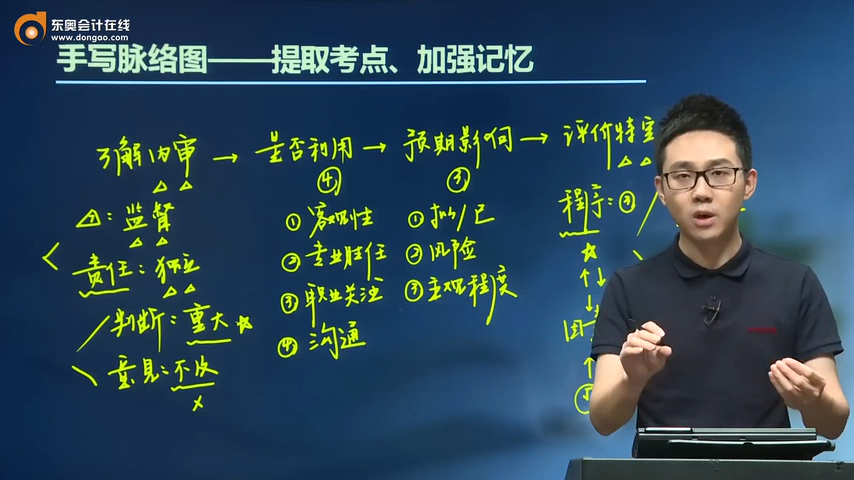 东奥会计在线
www.dongao.com
手写脉络图——提取考点、加强记忆
了解内审 → 是否利用 → 预期影响 → 评价特定
④ ③
① 客观性
② 专业胜任
③ 职业关注
④ 沟通
① 拟/已
② 风险
③ 主观程度
程序:
监督
责任:独立
判断:重大
意见:不皮